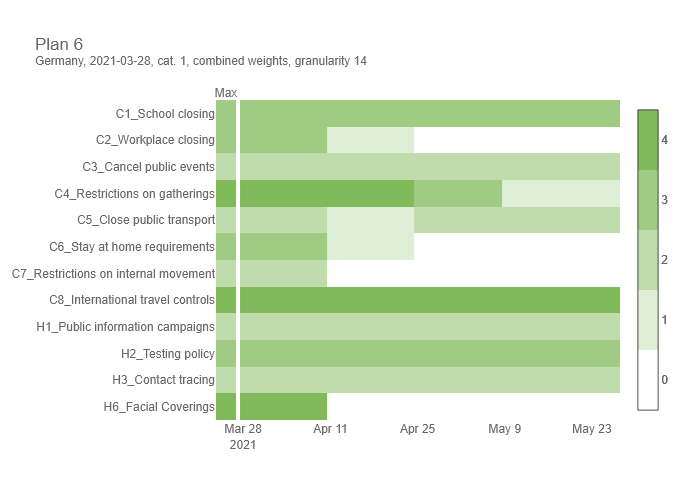 Plan 6
Germany, 2021-03-28, cat. 1, combined weights, granularity 14
Max
C1_School closing
C2_Workplace closing
C3_Cancel public events
C4_Restrictions on gatherings
C5_Close public transport
C6_Stay at home requirements
C7_Restrictions on internal movement
C8_International travel controls
H1_Public information campaigns
H2_Testing policy
H3_Contact tracing
H6_Facial Coverings
4
3
2
1
0
Mar 28 Apr 11 Apr 25 May 9 May 23
2021